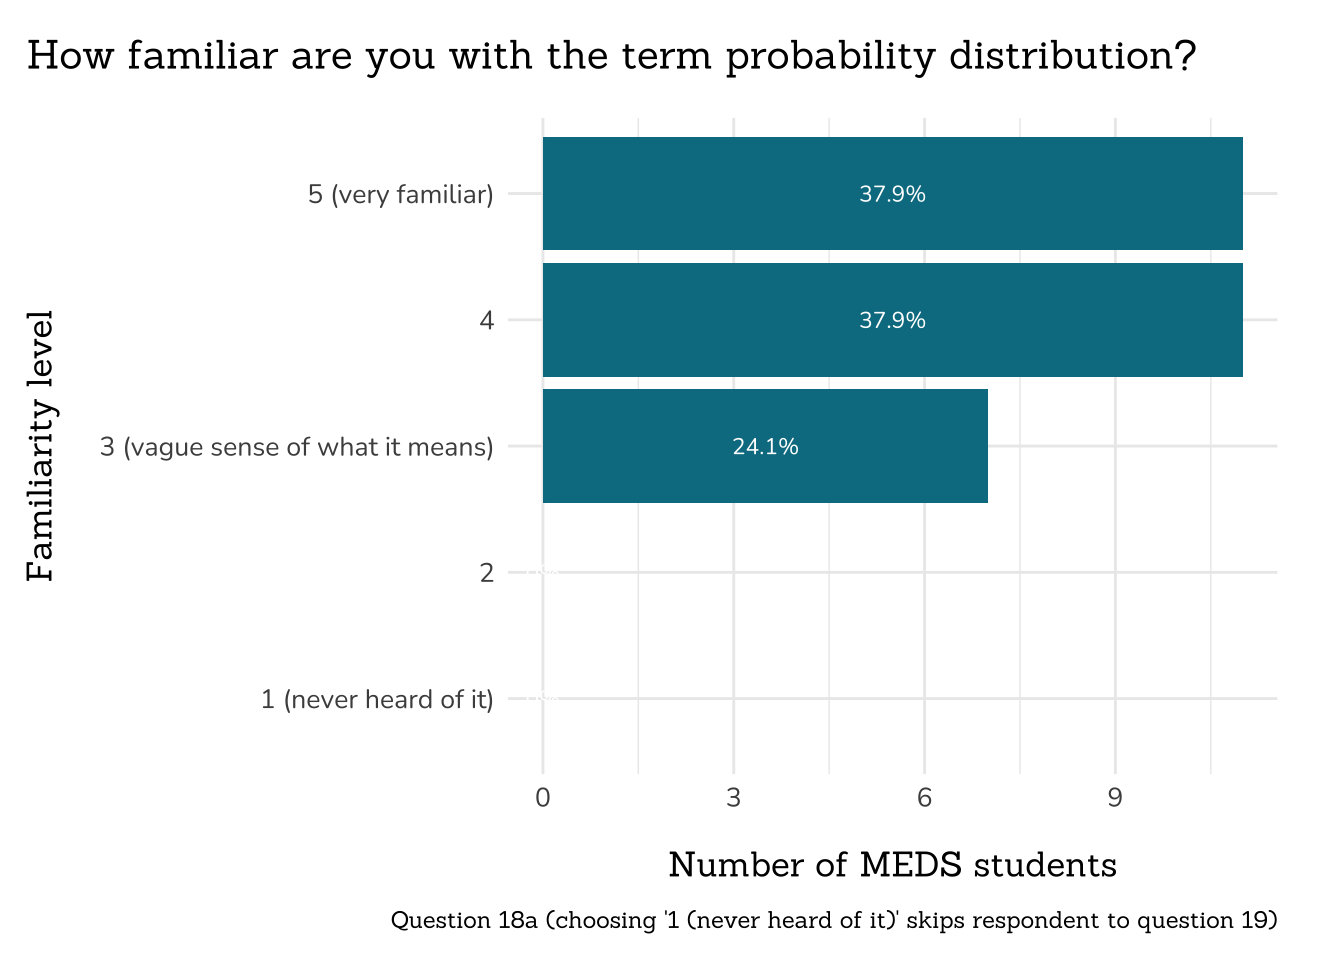 How familiar are you with the term probability distribution?
5 (very familiar)
37.9%
4
37.9%
3 (vague sense of what it means)
24.1%
2
1 (never heard of it)
0
3
6
9
Familiarity level
Number of MEDS students
Question 18a (choosing '1 (never heard of it)' skips respondent to question 19)